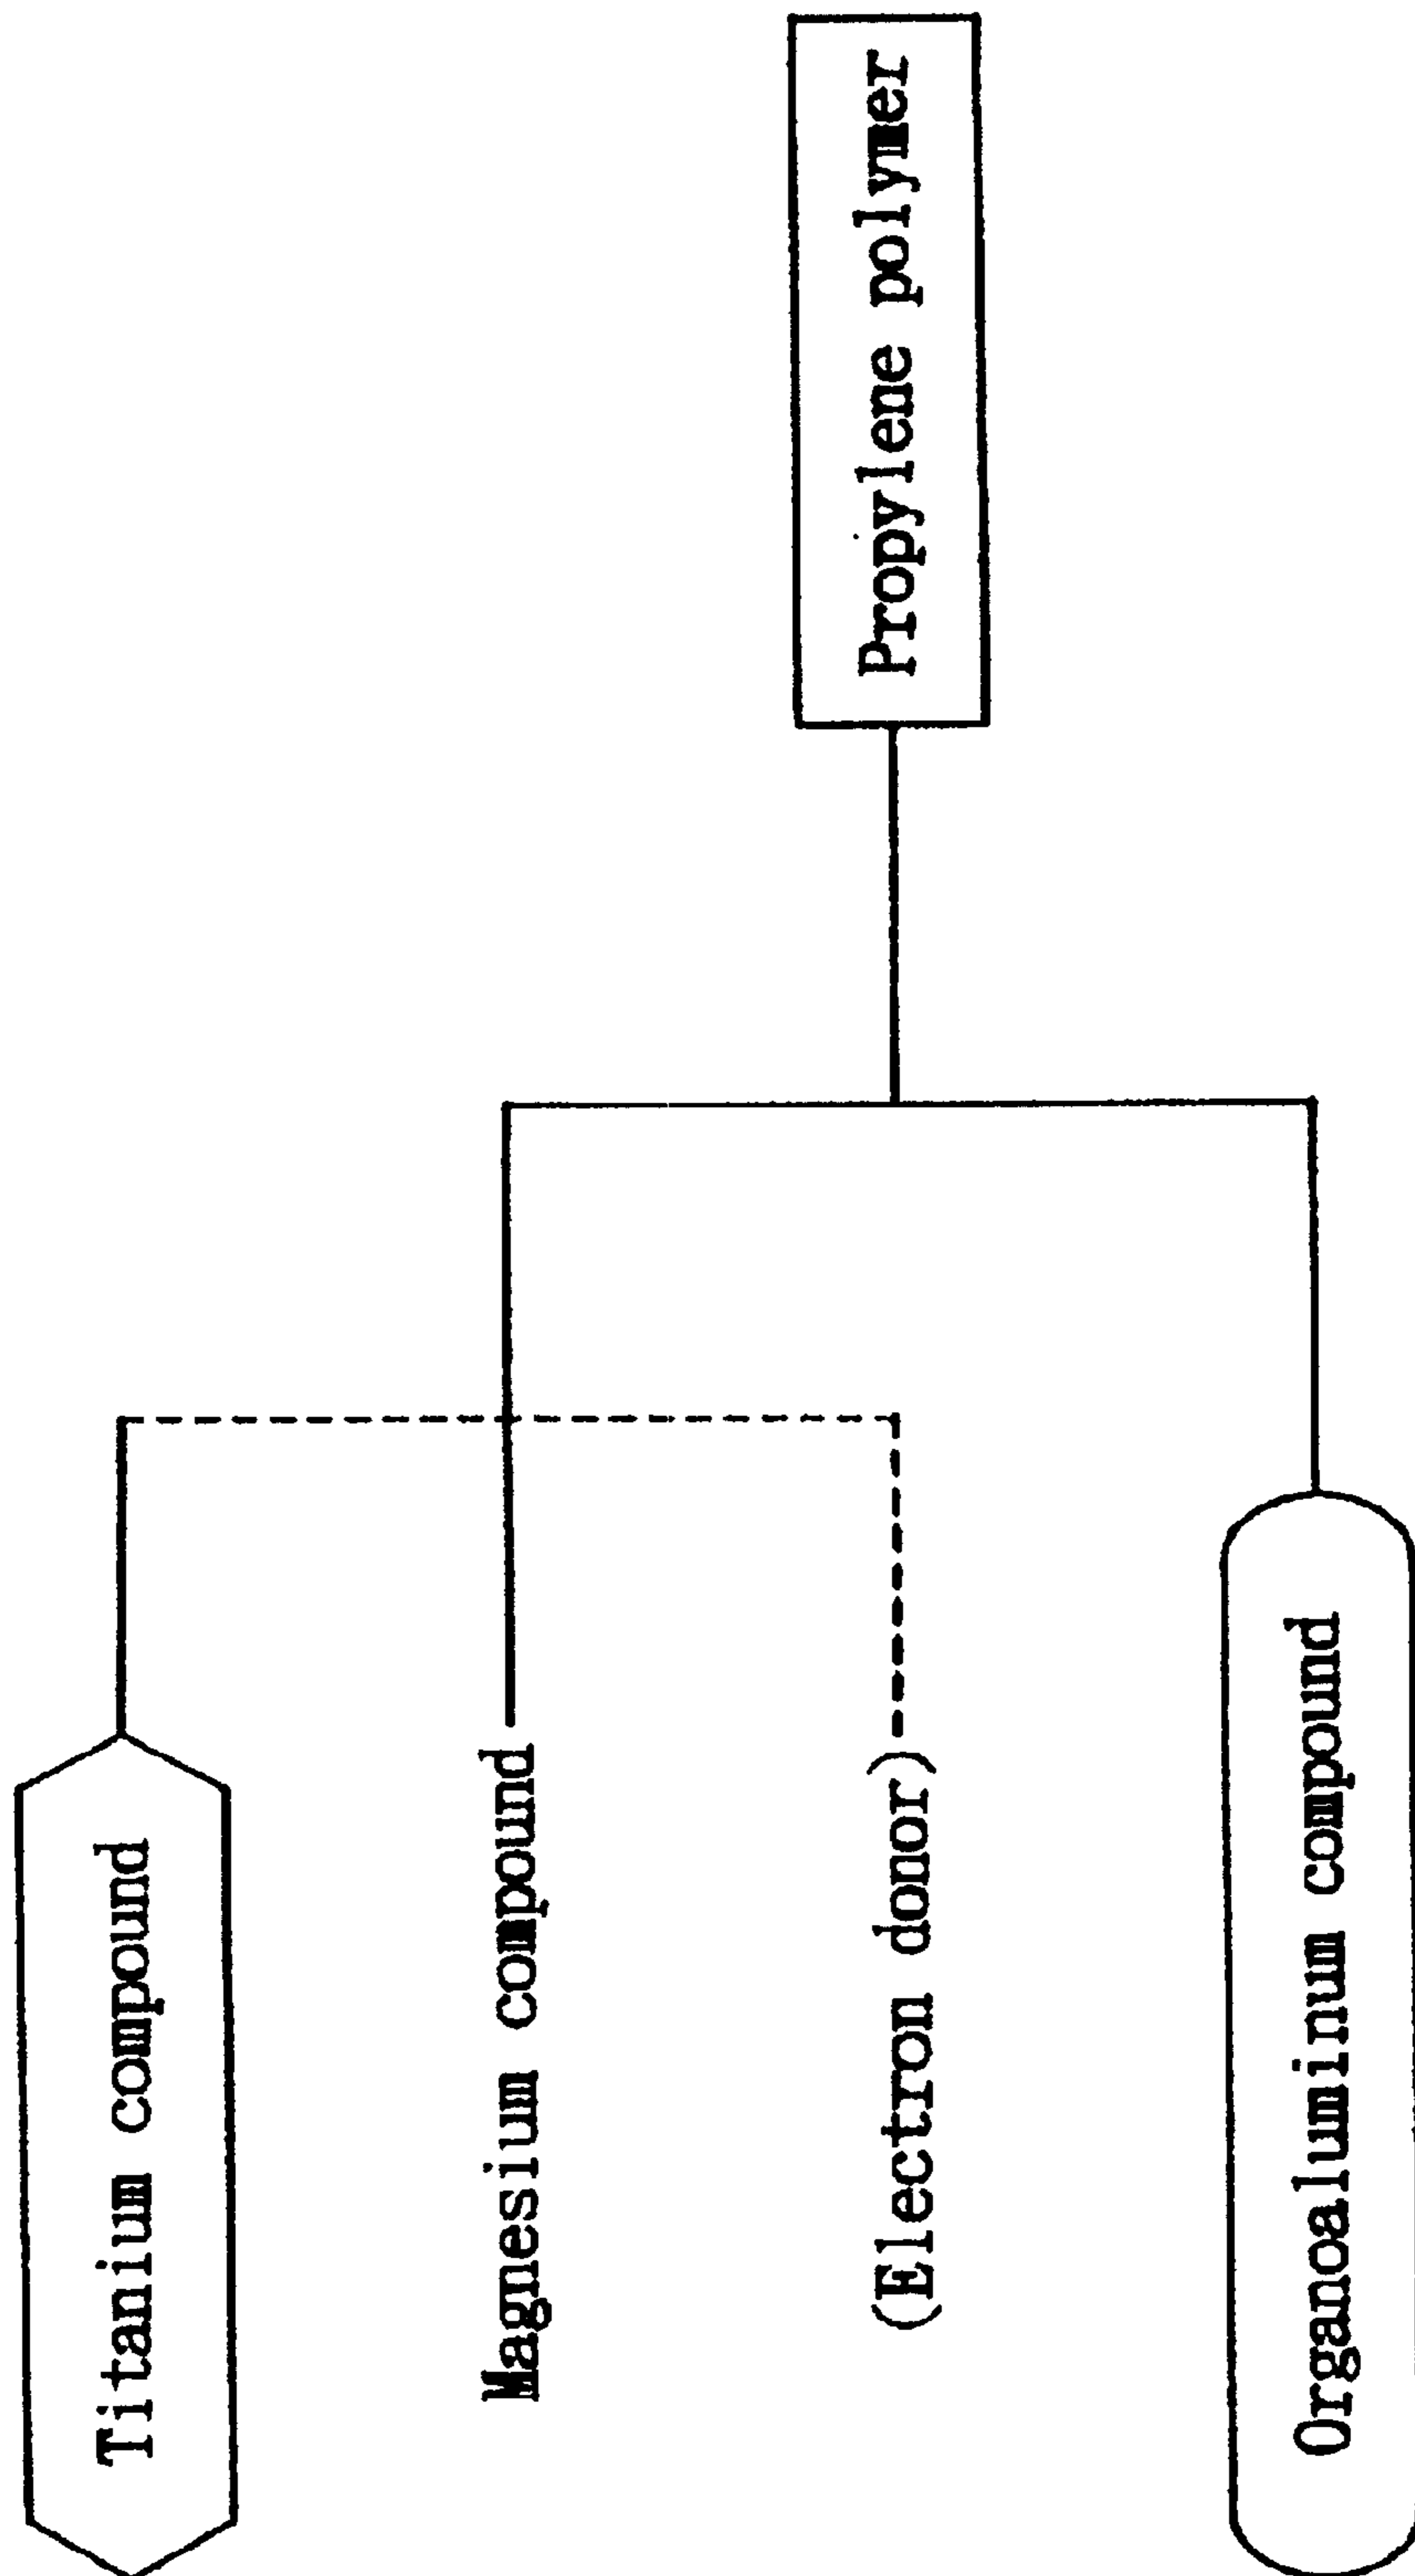 Titanium compound
Magnesium compound
(Electron donor)
Organoaluminum compound
Propylene polymer